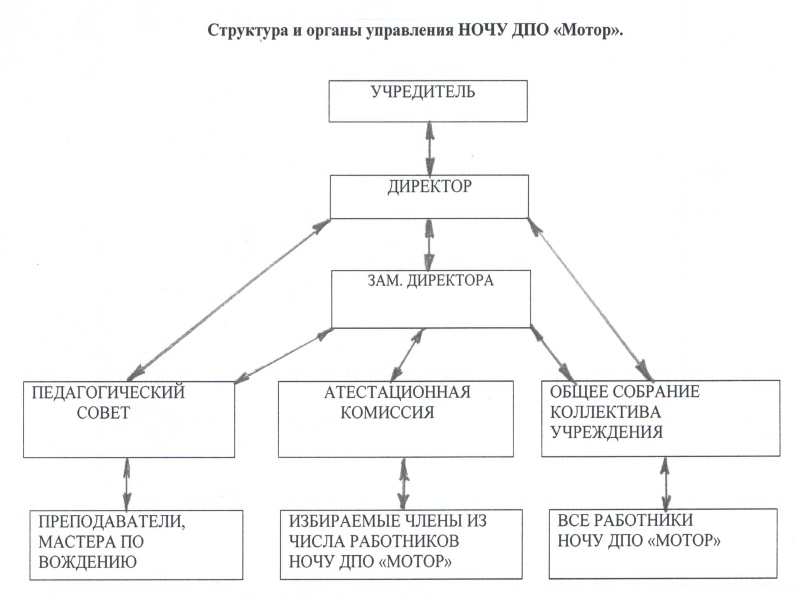 Структура и органы управления НОЧУ ДПО «Мотор».
УЧРЕДИТЕЛЬ
ДИРЕКТОР
ЗАМ. ДИРЕКТОРА
ПЕДАГОГИЧЕСКИЙ
СОВЕТ
АТЕСТАЦИОННАЯ
КОМИССИЯ
ОБЩЕЕ СОБРАНИЕ
КОЛЛЕКТИВА
УЧРЕЖДЕНИЯ
ПРЕПОДАВАТЕЛИ,
МАСТЕРА ПО
ВОЖДЕНИЮ
ИЗБИРАЕМЫЕ ЧЛЕНЫ ИЗ
ЧИСЛА РАБОТНИКОВ
НОЧУ ДПО «МОТОР»
ВСЕ РАБОТНИКИ
НОЧУ ДПО «МОТОР»